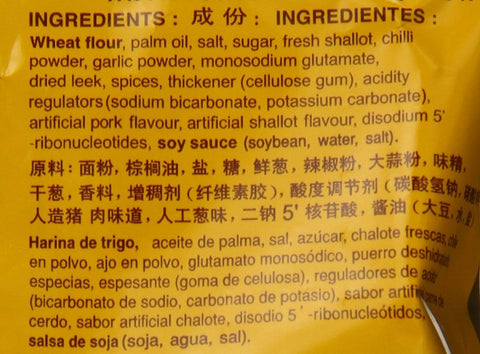 INGREDIENTS : 成 份 : INGREDIENTES :
Wheat flour, palm oil, salt, sugar, fresh shallot, chilli
powder, garlic powder, monosodium glutamate,
dried leek, spices, thickener (cellulose gum), acidity
regulators (sodium bicarbonate, potassium carbonate),
artificial pork flavour, artificial shallot flavour, disodium 5'
-ribonucleotides, soy sauce (soybean, water, salt).
原料: 面粉, 棕榈油, 盐, 糖, 鲜葱, 辣椒粉, 大蒜粉, 味精,
干葱, 香料, 增稠剂 (纤维素胶), 酸度调节剂 (碳酸氢钠,
人造猪 肉味道, 人工葱味, 二钠 5' 核苷酸, 酱油 (大豆, 水, 盐)
Harina de trigo, aceite de palma, sal, azúcar, chalote frescas,
en polvo, ajo en polvo, glutamato monosódico, puerro deshidratado
especias, espesante (goma de celulosa), reguladores de
(bicarbonato de sodio, carbonato de potasio), sabor
cerdo, sabor artificial chalote, disodio 5' -ribonucleótidos,
salsa de soja (soja, agua, sal).